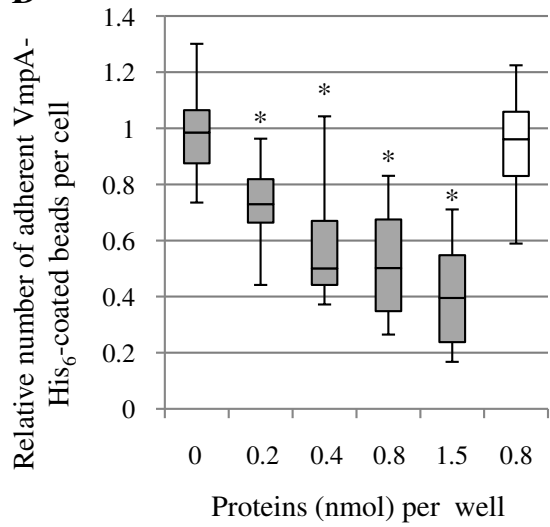 Relative number of adherent VmpA-
His6-coated beads per cell
1.4
1.2
1
0.8
0.6
0.4
0.2
0
* * * *
0 0.2 0.4 0.8 1.5 0.8
Proteins (nmol) per well